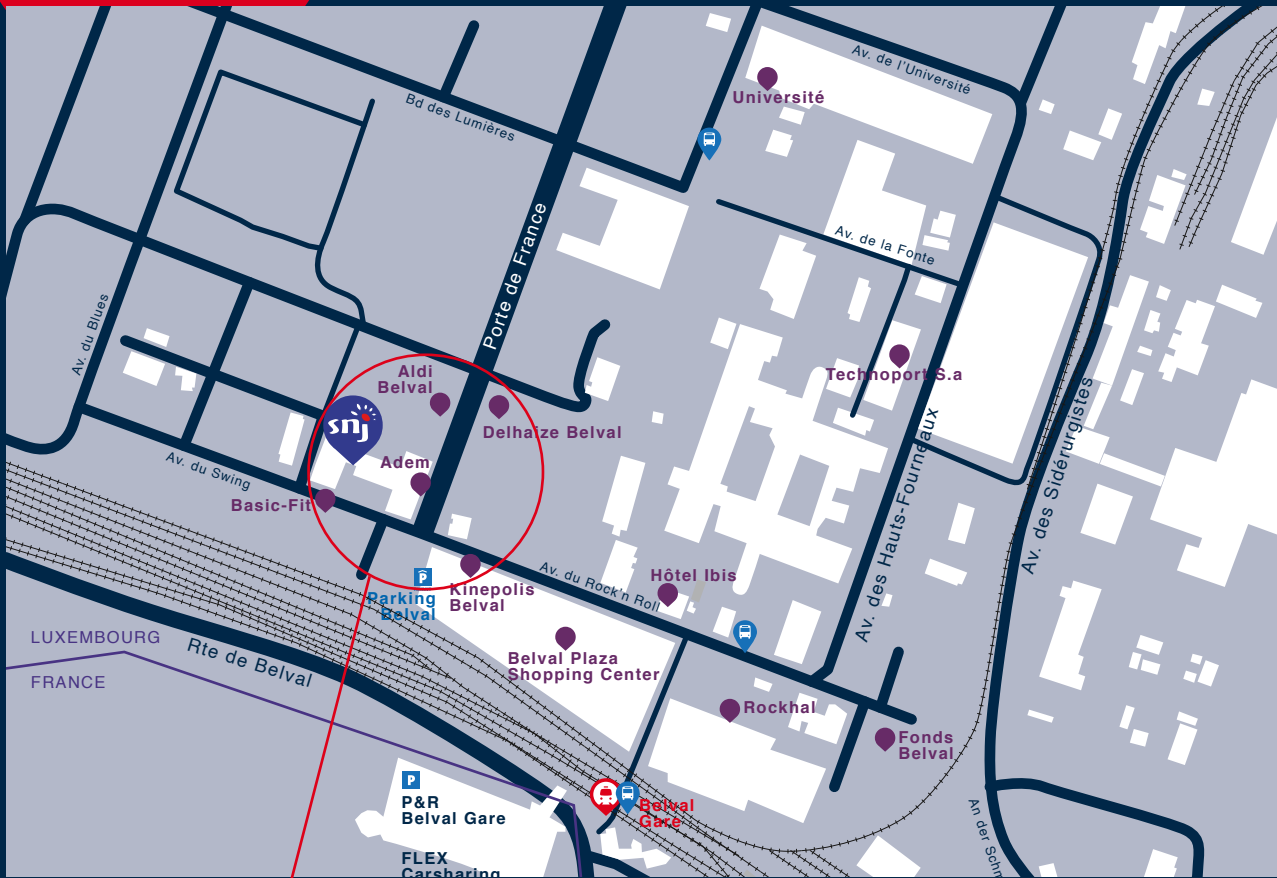 Av. de l'Université
Université
Bd des Lumières
Porte de France
Av. de la Fonte
Av. du Blues
Aldi
Belval
Technoport S.a
snj
Delhaize Belval
Adem
Av. du Swing
Basic-Fit
Av. des Hauts-Fourneaux
Av. des Sidérurgistes
P
Parking
Belval
Kinepolis
Belval
Av. du Rock'n Roll
Hôtel Ibis
LUXEMBOURG
FRANCE
Rte de Belval
Belval Plaza
Shopping Center
Rockhal
Fonds
Belval
P
P&R
Belval Gare
Belval
Gare
FLEX
Carsharing
An der Schm